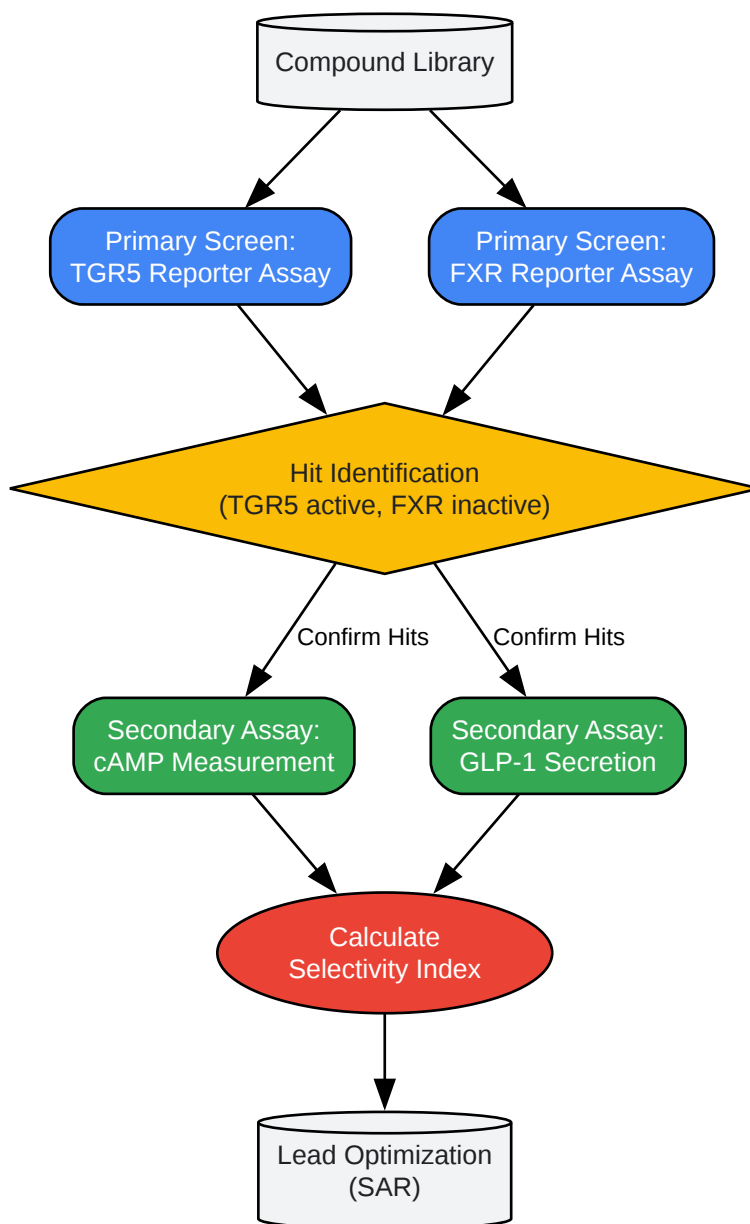 Compound Library
Primary Screen:
TGR5 Reporter Assay
Primary Screen:
FXR Reporter Assay
Hit Identification
(TGR5 active, FXR inactive)
Confirm Hits
Confirm Hits
Secondary Assay:
cAMP Measurement
Secondary Assay:
GLP-1 Secretion
Calculate
Selectivity Index
Lead Optimization
(SAR)